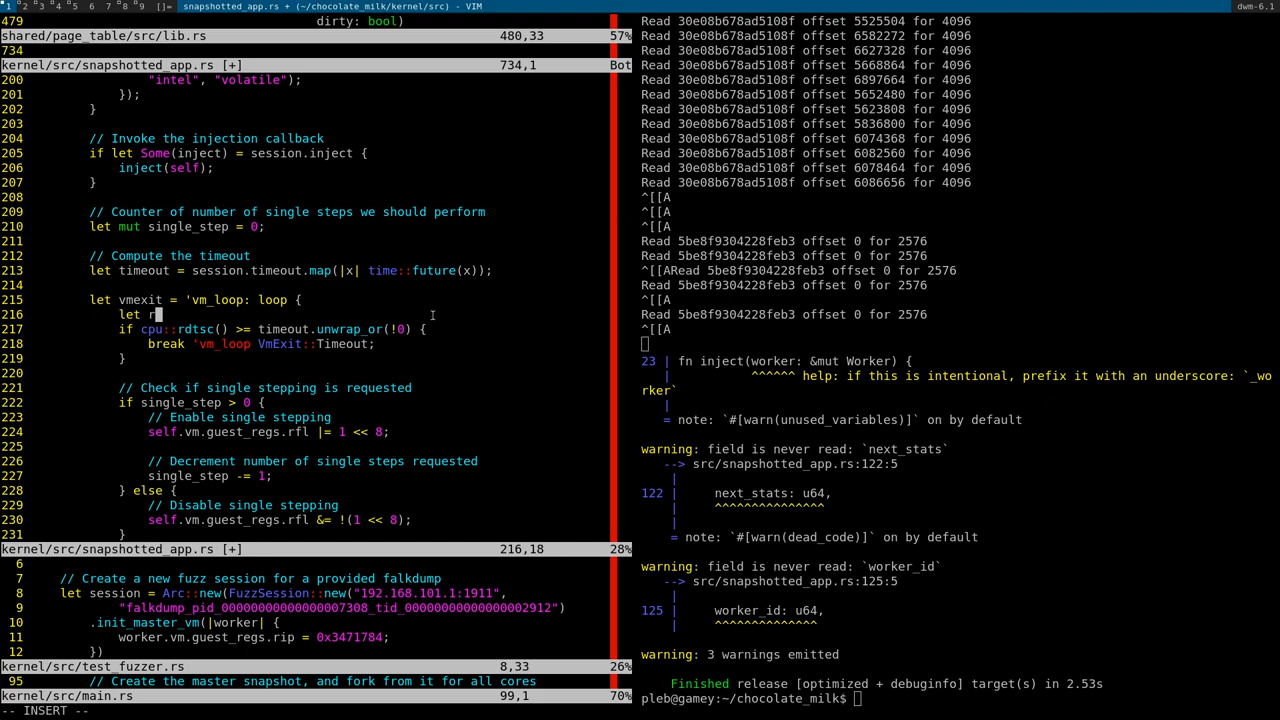 1 2 3 4 5 6 7 8 9 []= snapshotted_app.rs + (~/chocolate_milk/kernel/src) - VIM dwm-6.1
479                                         dirty: bool)
shared/page_table/src/lib.rs 480,33 57%
734
kernel/src/snapshotted_app.rs [+] 734,1 Bot
200                 "intel", "volatile");
201             });
202         }
203
204         // Invoke the injection callback
205         if let Some(inject) = session.inject {
206             inject(self);
207         }
208
209         // Counter of number of single steps we should perform
210         let mut single_step = 0;
211
212         // Compute the timeout
213         let timeout = session.timeout.map(|x| time::future(x));
214
215         let vmexit = 'vm_loop: loop {
216             let r
217             if cpu::rdtsc() >= timeout.unwrap_or(!0) {
218                 break 'vm_loop VmExit::Timeout;
219             }
220
221             // Check if single stepping is requested
222             if single_step > 0 {
223                 // Enable single stepping
224                 self.vm.guest_regs.rfl |= 1 << 8;
225
226                 // Decrement number of single steps requested
227                 single_step -= 1;
228             } else {
229                 // Disable single stepping
230                 self.vm.guest_regs.rfl &= !(1 << 8);
231             }
kernel/src/snapshotted_app.rs [+] 216,18 28%
6
7     // Create a new fuzz session for a provided falkdump
8     let session = Arc::new(FuzzSession::new("192.168.101.1:1911",
9             "falkdump_pid_00000000000000007308_tid_00000000000000002912")
10         .init_master_vm(|worker| {
11             worker.vm.guest_regs.rip = 0x3471784;
12         })
kernel/src/test_fuzzer.rs 8,33 26%
95         // Create the master snapshot, and fork from it for all cores
kernel/src/main.rs 99,1 70%
-- INSERT --
Read 30e08b678ad5108f offset 5525504 for 4096
Read 30e08b678ad5108f offset 6582272 for 4096
Read 30e08b678ad5108f offset 6627328 for 4096
Read 30e08b678ad5108f offset 5668864 for 4096
Read 30e08b678ad5108f offset 6897664 for 4096
Read 30e08b678ad5108f offset 5652480 for 4096
Read 30e08b678ad5108f offset 5623808 for 4096
Read 30e08b678ad5108f offset 5836800 for 4096
Read 30e08b678ad5108f offset 6074368 for 4096
Read 30e08b678ad5108f offset 6082560 for 4096
Read 30e08b678ad5108f offset 6078464 for 4096
Read 30e08b678ad5108f offset 6086656 for 4096
^[[A
^[[A
^[[A
Read 5be8f9304228feb3 offset 0 for 2576
Read 5be8f9304228feb3 offset 0 for 2576
^[[ARead 5be8f9304228feb3 offset 0 for 2576
^[[A
Read 5be8f9304228feb3 offset 0 for 2576
^[[A
23 | fn inject(worker: &mut Worker) {
   |           ^^^^^^ help: if this is intentional, prefix it with an underscore: `_wo
rker`
   |
   = note: `#[warn(unused_variables)]` on by default
warning: field is never read: `next_stats`
   --> src/snapshotted_app.rs:122:5
    |
122 |     next_stats: u64,
    |     ^^^^^^^^^^^^^^^
    |
    = note: `#[warn(dead_code)]` on by default
warning: field is never read: `worker_id`
   --> src/snapshotted_app.rs:125:5
    |
125 |     worker_id: u64,
    |     ^^^^^^^^^^^^^^
warning: 3 warnings emitted
    Finished release [optimized + debuginfo] target(s) in 2.53s
pleb@gamey:~/chocolate_milk$